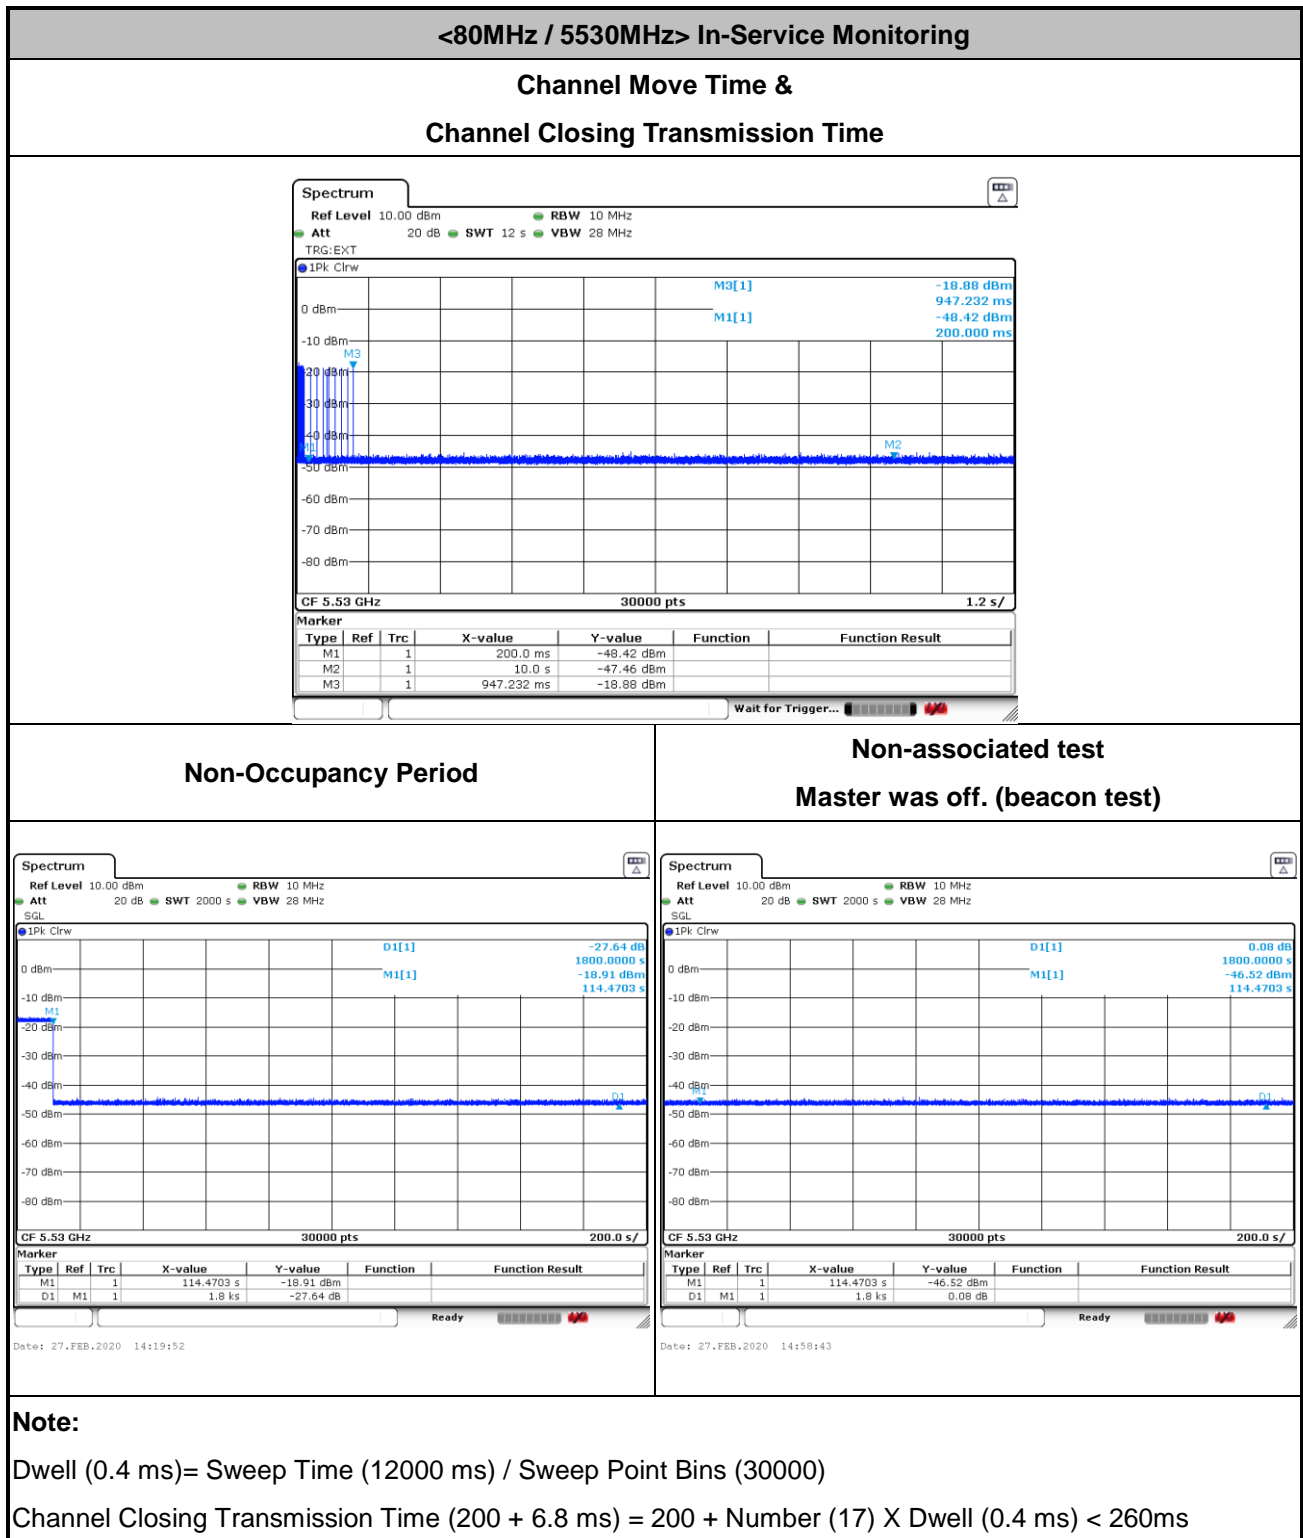 <80MHz / 5530MHz> In-Service Monitoring
Channel Move Time &
Channel Closing Transmission Time
Spectrum
Ref Level 10.00 dBm RBW 10 MHz
Att 20 dB SWT 12 s VBW 28 MHz
TRG:EXT
1Pk Clrw
M3[1] -18.88 dBm
947.232 ms
0 dBm
M1[1] -48.42 dBm
200.000 ms
-10 dBm
M3
-20 dBm
-30 dBm
-40 dBm
M1
M2
-50 dBm
-60 dBm
-70 dBm
-80 dBm
CF 5.53 GHz 30000 pts 1.2 s/
Marker
Type Ref Trc X-value Y-value Function Function Result
M1 1 200.0 ms -48.42 dBm
M2 1 10.0 s -47.46 dBm
M3 1 947.232 ms -18.88 dBm
Wait for Trigger...
Non-Occupancy Period
Non-associated test
Master was off. (beacon test)
Spectrum
Ref Level 10.00 dBm RBW 10 MHz
Att 20 dB SWT 2000 s VBW 28 MHz
SGL
1Pk Clrw
D1[1] -27.64 dB
1800.0000 s
0 dBm
M1[1] -18.91 dBm
114.4703 s
-10 dBm
M1
-20 dBm
-30 dBm
-40 dBm
D1
-50 dBm
-60 dBm
-70 dBm
-80 dBm
CF 5.53 GHz 30000 pts 200.0 s/
Marker
Type Ref Trc X-value Y-value Function Function Result
M1 1 114.4703 s -18.91 dBm
D1 M1 1 1.8 ks -27.64 dB
Ready
Date: 27.FEB.2020 14:19:52
Spectrum
Ref Level 10.00 dBm RBW 10 MHz
Att 20 dB SWT 2000 s VBW 28 MHz
SGL
1Pk Clrw
D1[1] 0.08 dB
1800.0000 s
0 dBm
M1[1] -46.52 dBm
114.4703 s
-10 dBm
-20 dBm
-30 dBm
-40 dBm
M1
D1
-50 dBm
-60 dBm
-70 dBm
-80 dBm
CF 5.53 GHz 30000 pts 200.0 s/
Marker
Type Ref Trc X-value Y-value Function Function Result
M1 1 114.4703 s -46.52 dBm
D1 M1 1 1.8 ks 0.08 dB
Ready
Date: 27.FEB.2020 14:58:43
Note:
Dwell (0.4 ms)= Sweep Time (12000 ms) / Sweep Point Bins (30000)
Channel Closing Transmission Time (200 + 6.8 ms) = 200 + Number (17) X Dwell (0.4 ms) < 260ms